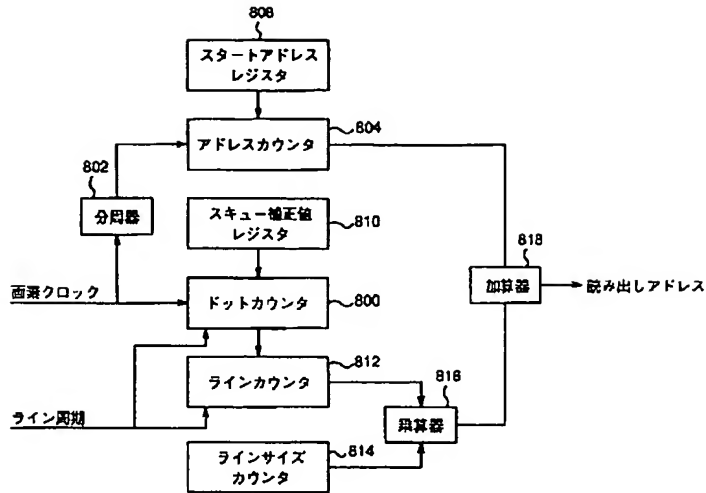 808
スタートアドレス
レジスタ
804
アドレスカウンタ
802
分周器
スキュー補正値
レジスタ
810
818
加算器
読み出しアドレス
画素クロック
ドットカウンタ
800
812
ラインカウンタ
816
乗算器
ライン周期
ラインサイズ
カウンタ
814